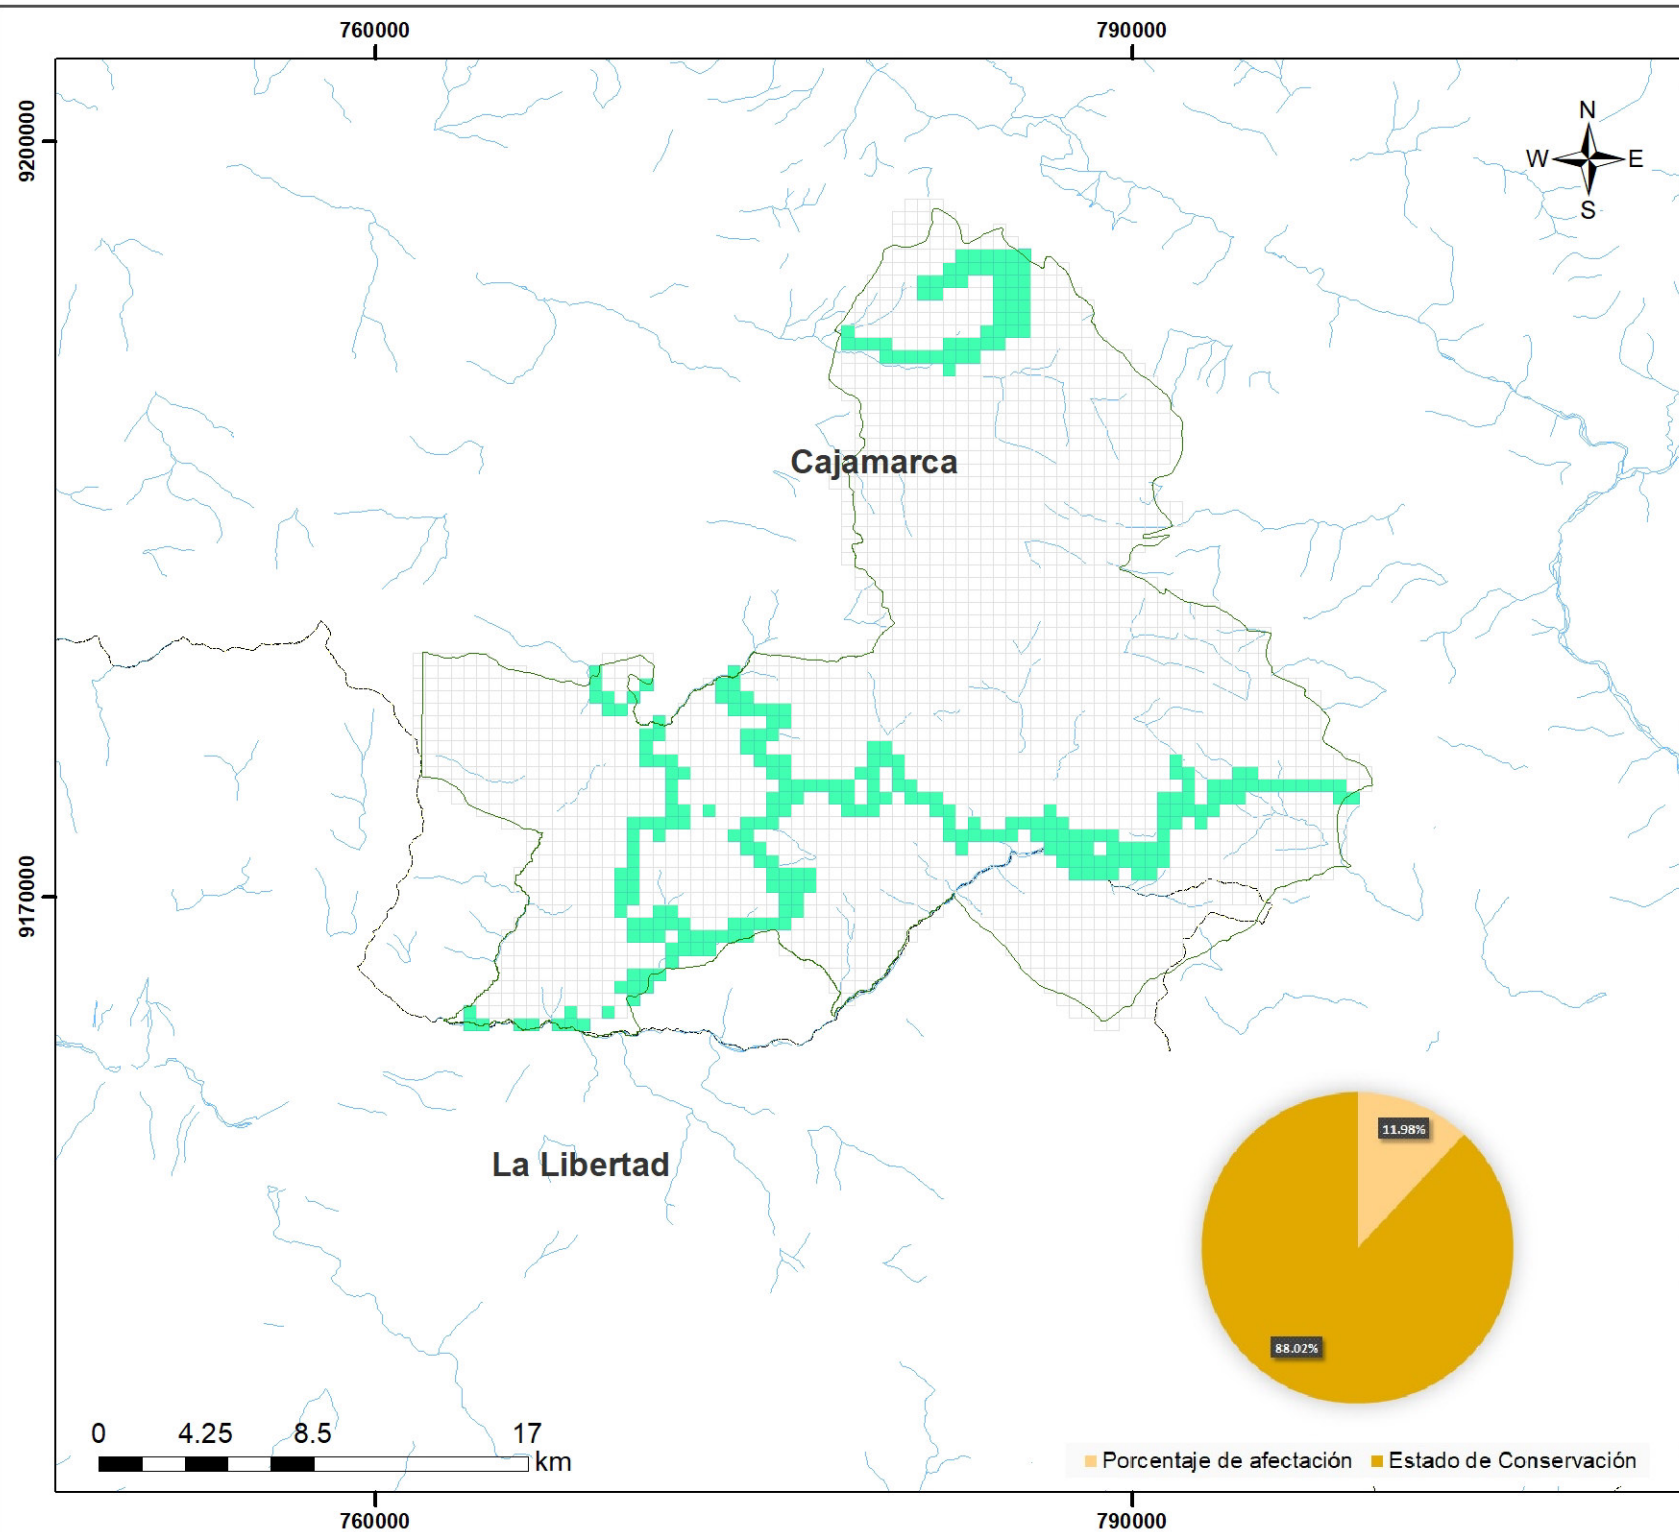 760000 790000
9200000
N
W E
S
Cajamarca
9170000
La Libertad
11.98%
88.02%
0 4.25 8.5 17
km
Porcentaje de afectación Estado de Conservación
760000 790000